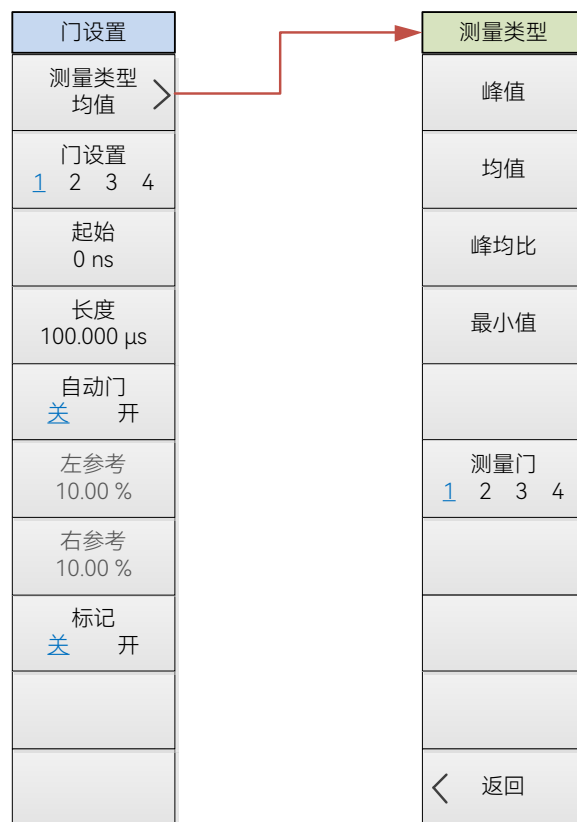 门设置
测量类型
均值
门设置
1 2 3 4
起始
0 ns
长度
100.000 μs
自动门
关 开
左参考
10.00 %
右参考
10.00 %
标记
关 开
测量类型
峰值
均值
峰均比
最小值
测量门
1 2 3 4
返回